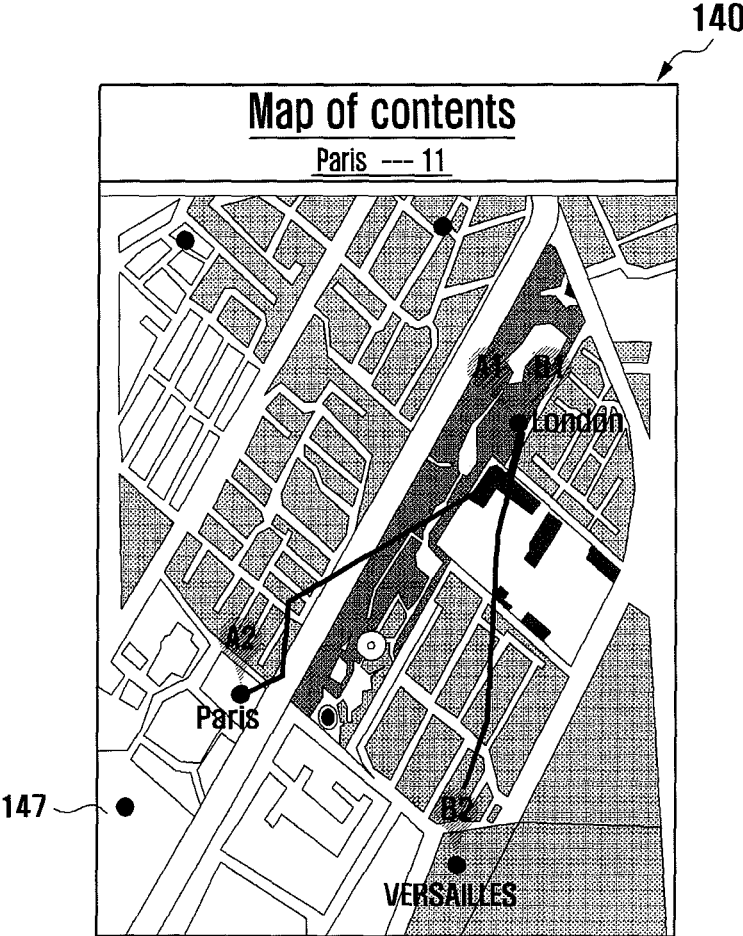 140
Map of contents
Paris --- 11
A1 B1
London
A2
Paris
147
B2
VERSAILLES